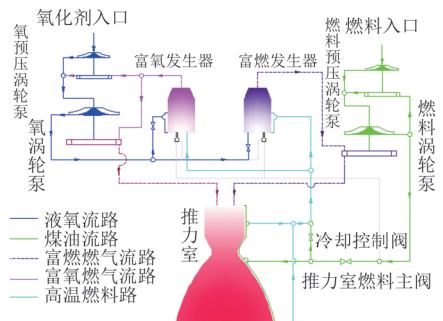 氧化剂入口
燃料入口
氧预压涡轮泵
富氧发生器
富燃发生器
燃料预压涡轮泵
氧涡轮泵
燃料涡轮泵
推力室
液氧流路
煤油流路
富燃燃气流路
富氧燃气流路
高温燃料路
冷却控制阀
推力室燃料主阀